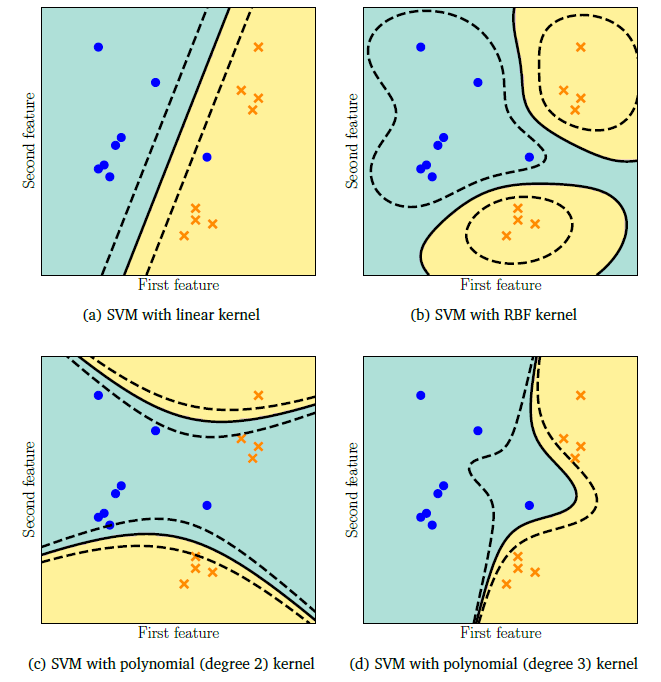 Second feature
First feature
(a) SVM with linear kernel
Second feature
First feature
(b) SVM with RBF kernel
Second feature
First feature
(c) SVM with polynomial (degree 2) kernel
Second feature
First feature
(d) SVM with polynomial (degree 3) kernel